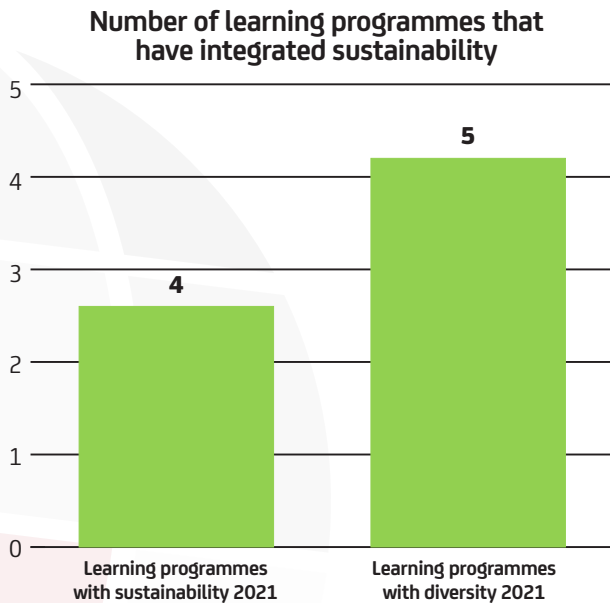 Number of learning programmes that
have integrated sustainability
5
4
3
2
1
0
4
5
Learning programmes
with sustainability 2021
Learning programmes
with diversity 2021